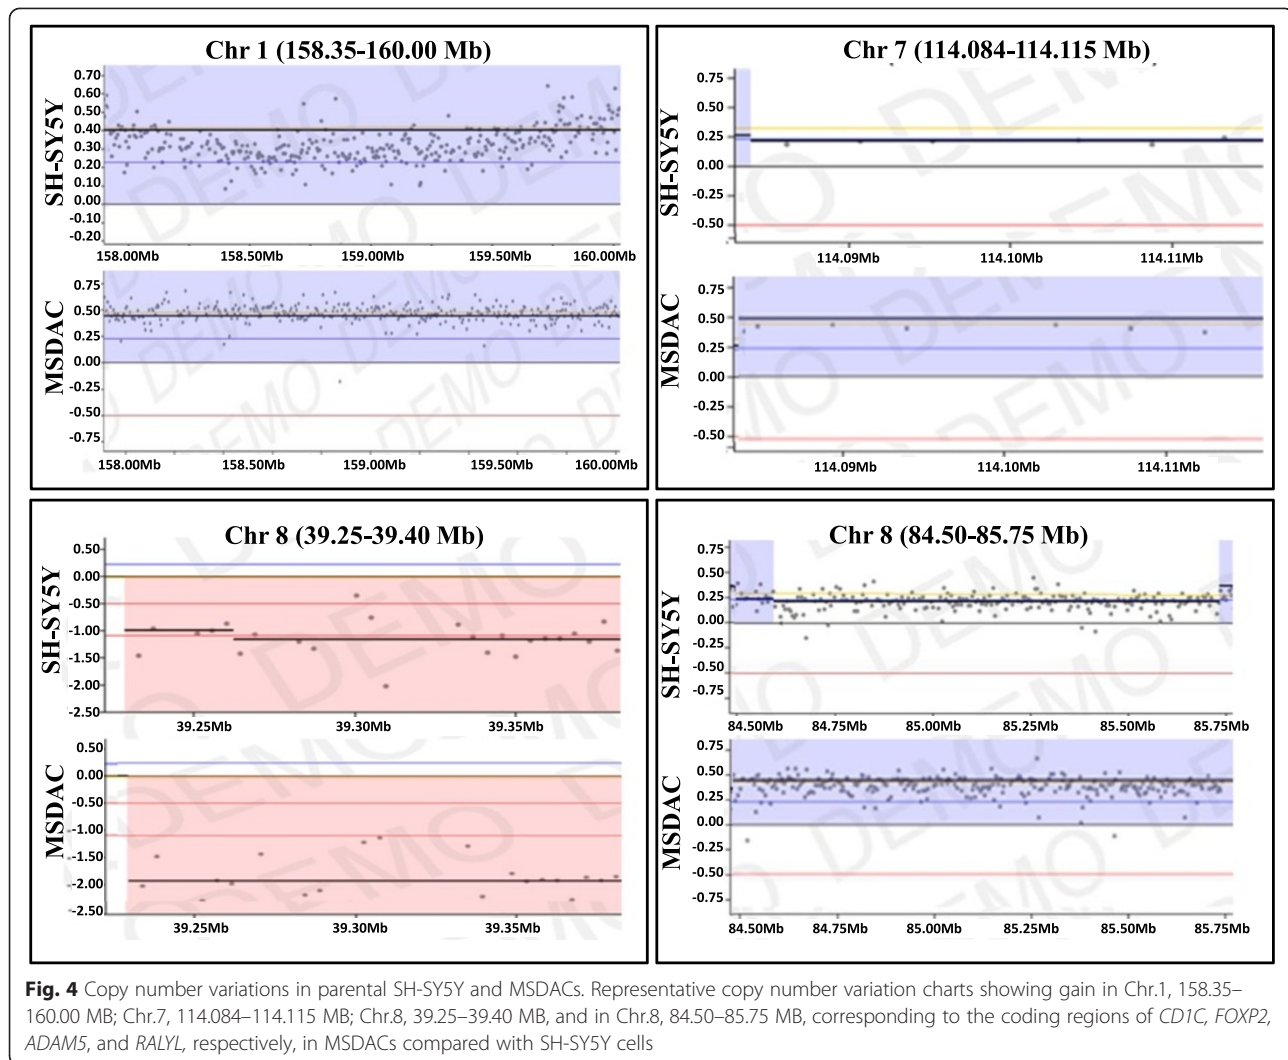 Chr 1 (158.35-160.00 Mb)
SH-SY5Y
0.70
0.60
0.50
0.40
0.30
0.20
0.10
0.00
-0.10
-0.20
158.00Mb 158.50Mb 159.00Mb 159.50Mb 160.00Mb
MSDAC
0.75
0.50
0.25
0.00
-0.25
-0.50
-0.75
158.00Mb 158.50Mb 159.00Mb 159.50Mb 160.00Mb
Chr 7 (114.084-114.115 Mb)
SH-SY5Y
0.75
0.50
0.25
0.00
-0.25
-0.50
114.09Mb 114.10Mb 114.11Mb
MSDAC
0.75
0.50
0.25
0.00
-0.25
-0.50
114.09Mb 114.10Mb 114.11Mb
Chr 8 (39.25-39.40 Mb)
SH-SY5Y
0.50
0.00
-0.50
-1.00
-1.50
-2.00
-2.50
39.25Mb 39.30Mb 39.35Mb
MSDAC
0.50
0.00
-0.50
-1.00
-1.50
-2.00
-2.50
39.25Mb 39.30Mb 39.35Mb
Chr 8 (84.50-85.75 Mb)
SH-SY5Y
0.75
0.50
0.25
0.00
-0.25
-0.50
-0.75
84.50Mb 84.75Mb 85.00Mb 85.25Mb 85.50Mb 85.75Mb
MSDAC
0.75
0.50
0.25
0.00
-0.25
-0.50
-0.75
84.50Mb 84.75Mb 85.00Mb 85.25Mb 85.50Mb 85.75Mb
DEMO
Fig. 4 Copy number variations in parental SH-SY5Y and MSDACs. Representative copy number variation charts showing gain in Chr.1, 158.35–
160.00 MB; Chr.7, 114.084–114.115 MB; Chr.8, 39.25–39.40 MB, and in Chr.8, 84.50–85.75 MB, corresponding to the coding regions of CD1C, FOXP2,
ADAM5, and RALYL, respectively, in MSDACs compared with SH-SY5Y cells